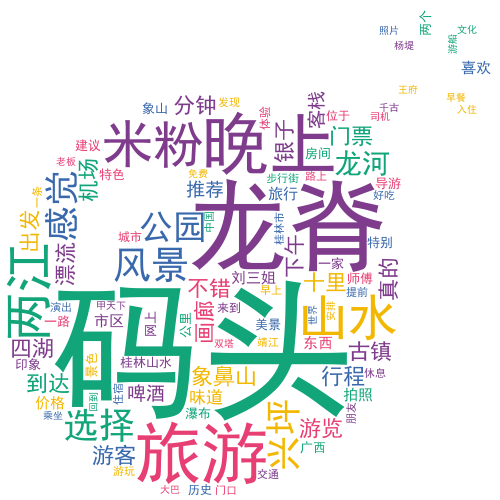 照片
两个
文化
杨堤
游船
喜欢
王府
早餐
入住
千古
司机
象山
分钟
发现
体验
银子
客栈
位于
门票
米粉
晚上
建议
老板
机场
特色
免费
房间
龙河
步行街
路上
导游
好吃
一条
感觉
推荐
旅行
出发
公园
中国
龙脊
桂林市
特别
两江
漂流
城市
风景
下午
一家
真的
刘三姐
不错
早上
十里
师傅
提前
演出
甲天下
来到
一路
市区
网上
公里
画廊
美景
世界
安排
山水
码头
四湖
印象
景色
桂林山水
双塔
靖江
东西
古镇
到达
住宿
啤酒
象鼻山
行程
休息
价格
回到
味道
拍照
乘坐
选择
瀑布
兴坪
游览
朋友
旅游
广西
游客
游玩
交通
大巴
历史
门口